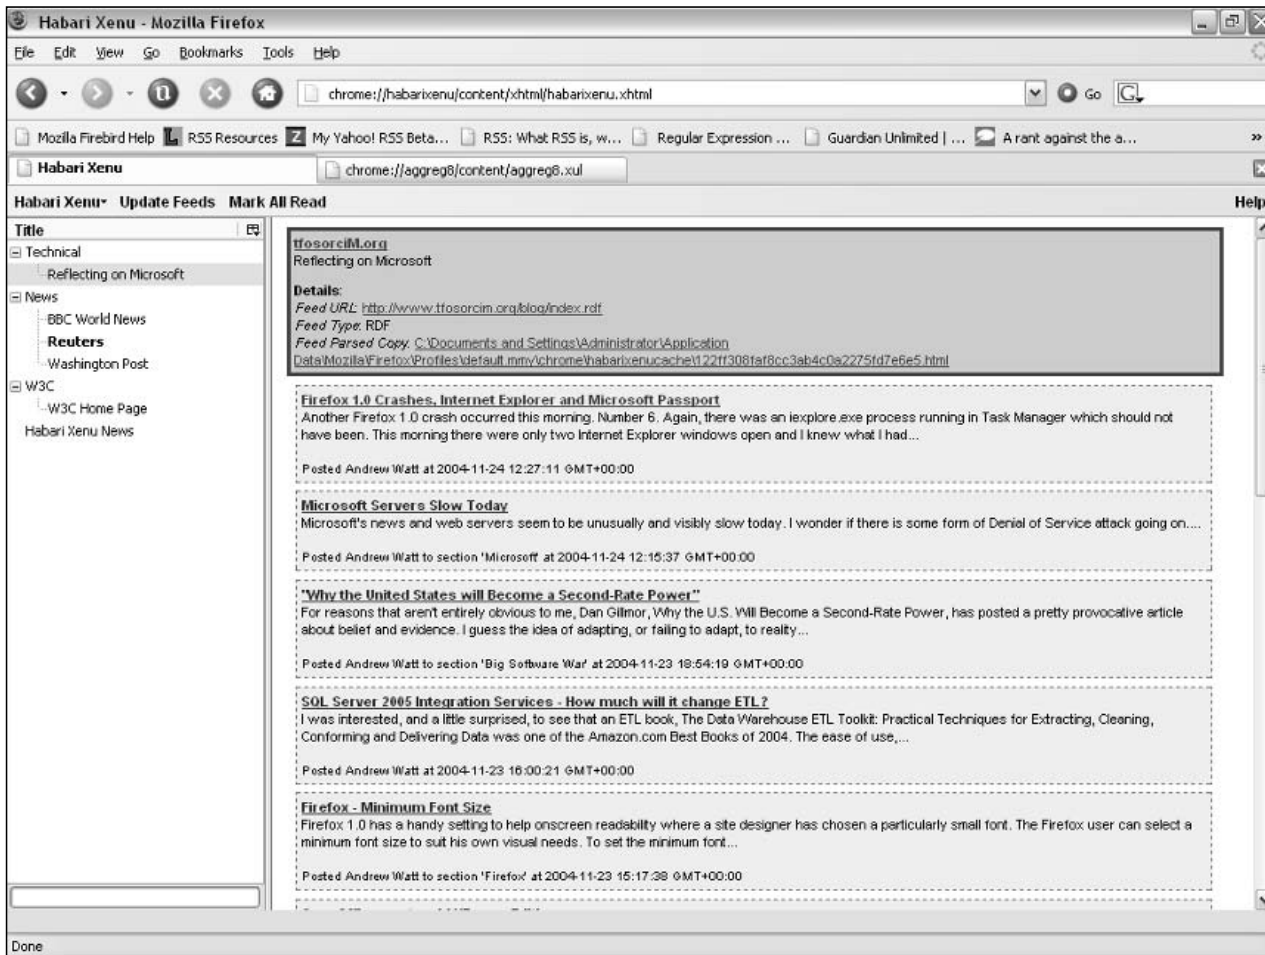 Habari Xenu - Mozilla Firefox
File Edit View Go Bookmarks Tools Help
chrome://habarixenu/content/xhtml/habarixenu.xhtml Go G
Mozilla Firebird Help RSS Resources My Yahoo! RSS Beta... RSS: What RSS is, w... Regular Expression ... Guardian Unlimited | ... A rant against the a... »
Habari Xenu chrome://aggreg8/content/aggreg8.xul
Habari Xenu Update Feeds Mark All Read Help
Title
Technical
Reflecting on Microsoft
News
BBC World News
Reuters
Washington Post
W3C
W3C Home Page
Habari Xenu News
tfosorciM.org
Reflecting on Microsoft
Details:
Feed URL: http://www.tfosorcim.org/blog/index.rdf
Feed Type: RDF
Feed Parsed Copy: C:\Documents and Settings\Administrator\Application
Data\Mozilla\Firefox\Profiles\default.mmy\chrome\habarixenucache\122ff308faf8cc3ab4c0a2275fd7e6e5.html
Firefox 1.0 Crashes, Internet Explorer and Microsoft Passport
Another Firefox 1.0 crash occurred this morning. Number 6. Again, there was an iexplore.exe process running in Task Manager which should not
have been. This morning there were only two Internet Explorer windows open and I knew what I had...
Posted Andrew Watt at 2004-11-24 12:27:11 GMT+00:00
Microsoft Servers Slow Today
Microsoft's news and web servers seem to be unusually and visibly slow today. I wonder if there is some form of Denial of Service attack going on....
Posted Andrew Watt to section 'Microsoft' at 2004-11-24 12:15:37 GMT+00:00
"Why the United States will Become a Second-Rate Power"
For reasons that aren't entirely obvious to me, Dan Gillmor, Why the U.S. Will Become a Second-Rate Power, has posted a pretty provocative article
about belief and evidence. I guess the idea of adapting, or failing to adapt, to reality...
Posted Andrew Watt to section 'Big Software War' at 2004-11-23 18:54:19 GMT+00:00
SQL Server 2005 Integration Services - How much will it change ETL?
I was interested, and a little surprised, to see that an ETL book, The Data Warehouse ETL Toolkit: Practical Techniques for Extracting, Cleaning,
Conforming and Delivering Data was one of the Amazon.com Best Books of 2004. The ease of use,...
Posted Andrew Watt at 2004-11-23 16:00:21 GMT+00:00
Firefox - Minimum Font Size
Firefox 1.0 has a handy setting to help onscreen readability where a site designer has chosen a particularly small font. The Firefox user can select a
minimum font size to suit his own visual needs. To set the minimum font...
Posted Andrew Watt to section 'Firefox' at 2004-11-23 15:17:38 GMT+00:00
Done